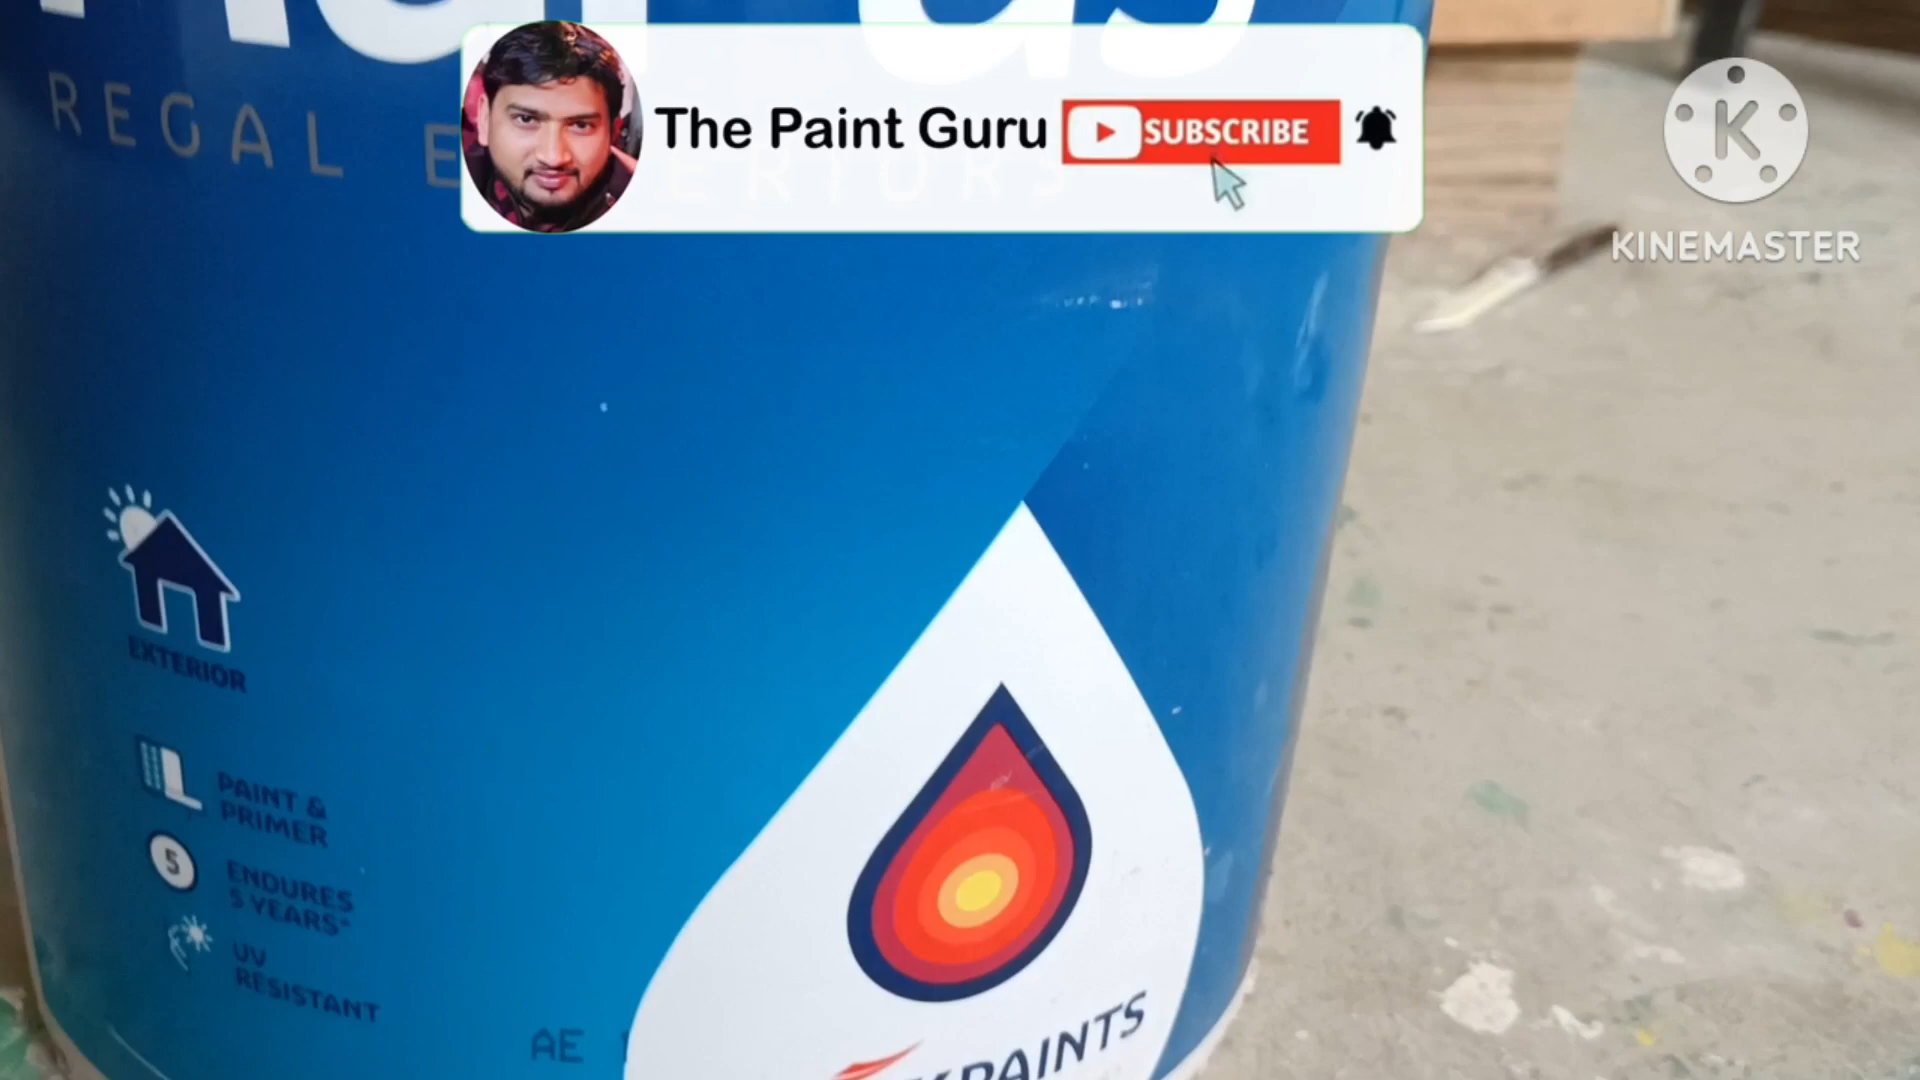 REGAL E
The Paint Guru
SUBSCRIBE
K
KINEMASTER
EXTERIOR
PAINT &
PRIMER
5
ENDURES
5 YEARS*
UV
RESISTANT
AE
PAINTS